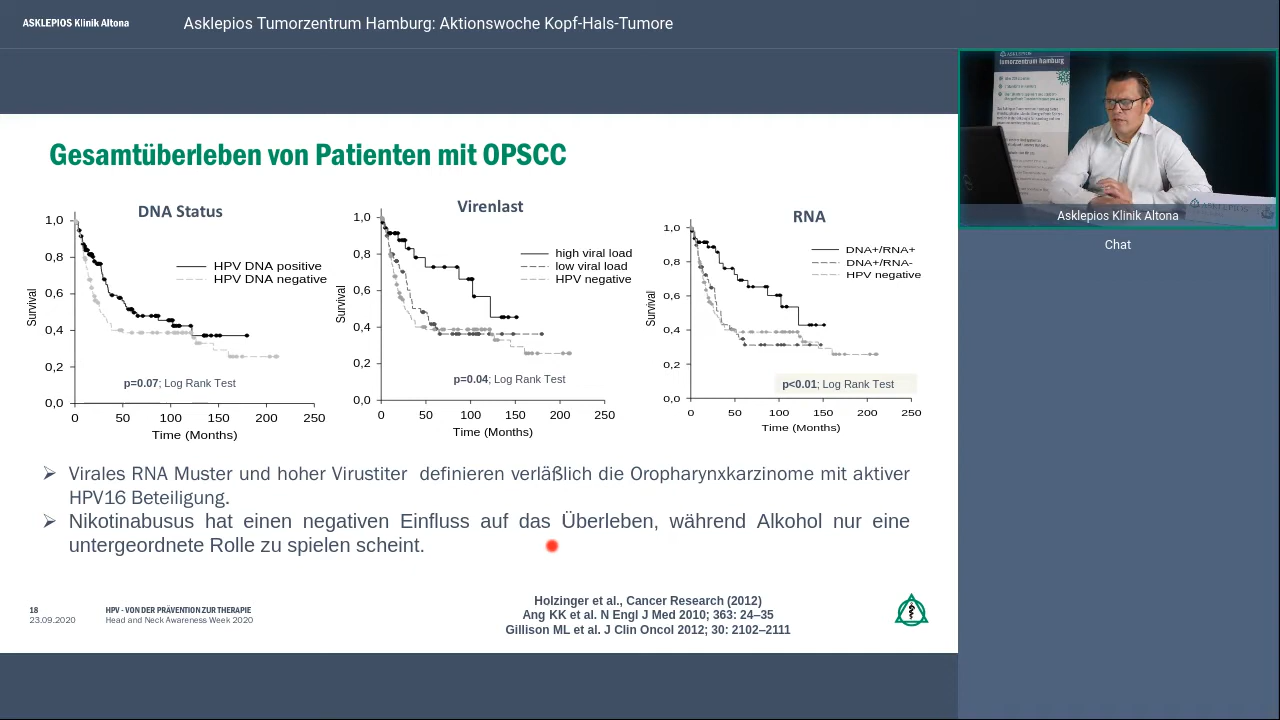 ASKLEPIOS Klinik Altona
Asklepios Tumorzentrum Hamburg: Aktionswoche Kopf-Hals-Tumore
Gesamtüberleben von Patienten mit OPSCC
DNA Status
1,0
0,8
0,6
0,4
0,2
0,0
Survival
HPV DNA positive
HPV DNA negative
p=0.07; Log Rank Test
0 50 100 150 200 250
Time (Months)
Virenlast
1,0
0,8
0,6
0,4
0,2
0,0
Survival
high viral load
low viral load
HPV negative
p=0.04; Log Rank Test
0 50 100 150 200 250
Time (Months)
RNA
1,0
0,8
0,6
0,4
0,2
0,0
Survival
DNA+/RNA+
DNA+/RNA-
HPV negative
p<0.01; Log Rank Test
0 50 100 150 200 250
Time (Months)
Virales RNA Muster und hoher Virustiter definieren verläßlich die Oropharynxkarzinome mit aktiver
HPV16 Beteiligung.
Nikotinabusus hat einen negativen Einfluss auf das Überleben, während Alkohol nur eine
untergeordnete Rolle zu spielen scheint.
Holzinger et al., Cancer Research (2012)
Ang KK et al. N Engl J Med 2010; 363: 24–35
Gillison ML et al. J Clin Oncol 2012; 30: 2102–2111
18 HPV - VON DER PRÄVENTION ZUR THERAPIE
23.09.2020 Head and Neck Awareness Week 2020
ASKLEPIOS
tumorzentrum hamburg
Asklepios Klinik Altona
Chat